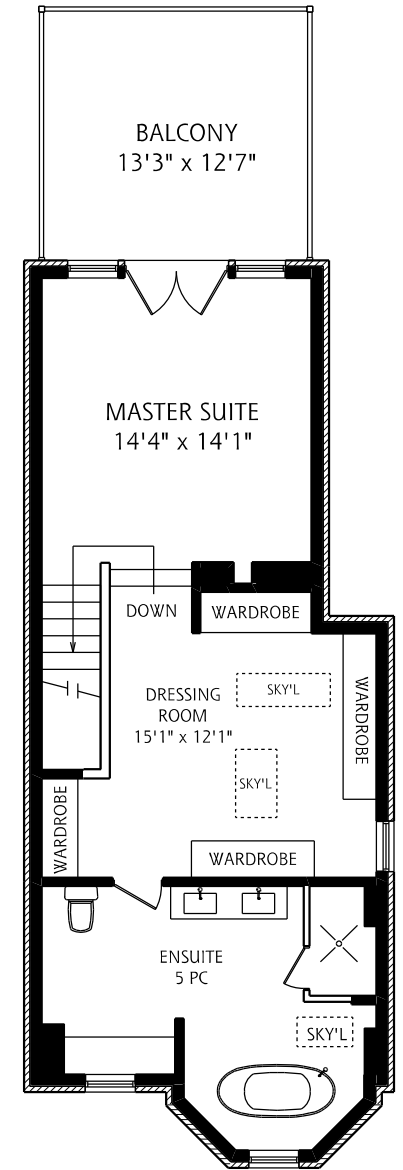 BALCONY
13'3" x 12'7"
MASTER SUITE
14'4" x 14'1"
DOWN
WARDROBE
DRESSING
ROOM
15'1" x 12'1"
SKY'L
WARDROBE
SKY'L
WARDROBE
WARDROBE
ENSUITE
5 PC
SKY'L